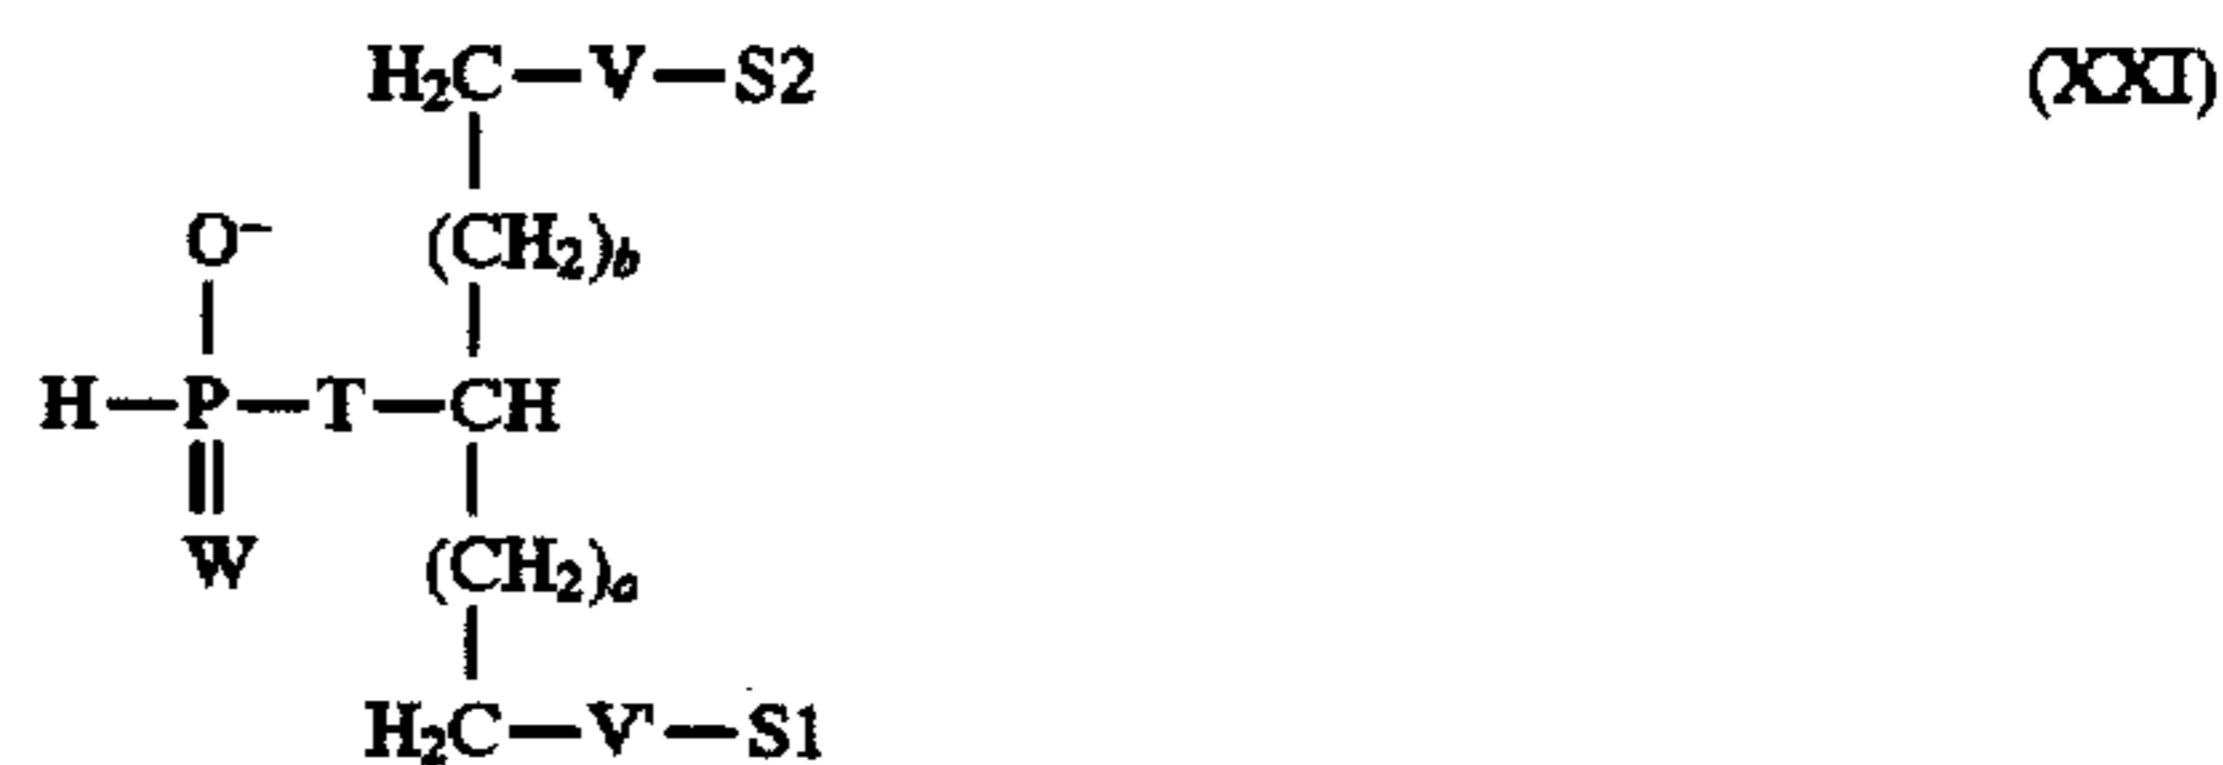 H₂C—V—S2 (XXI)
O⁻ (CH₂)b
H—P—T—CH
W (CH₂)a
H₂C—V'—S1